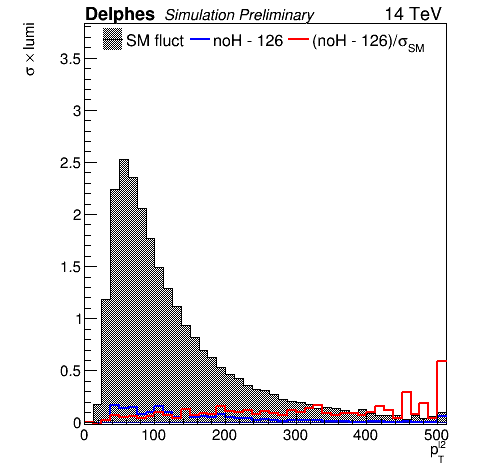 Delphes Simulation Preliminary 14 TeV
σ × lumi
SM fluct noH - 126 (noH - 126)/σSM
3.5
3
2.5
2
1.5
1
0.5
0
0 100 200 300 400 500
pTl2